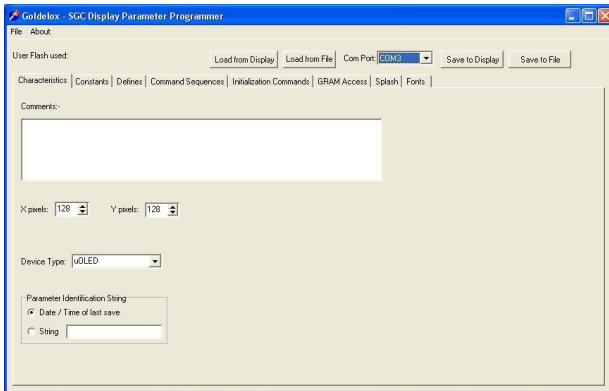 Goldelox - SGC Display Parameter Programmer
File About
User Flash used: Load from Display Load from File Com Port: COM3 Save to Display Save to File
Characteristics Constants Defines Command Sequences Initialization Commands GRAM Access Splash Fonts
Comments:-
X pixels: 128 Y pixels: 128
Device Type: uOLED
Parameter Identification String
Date / Time of last save
String